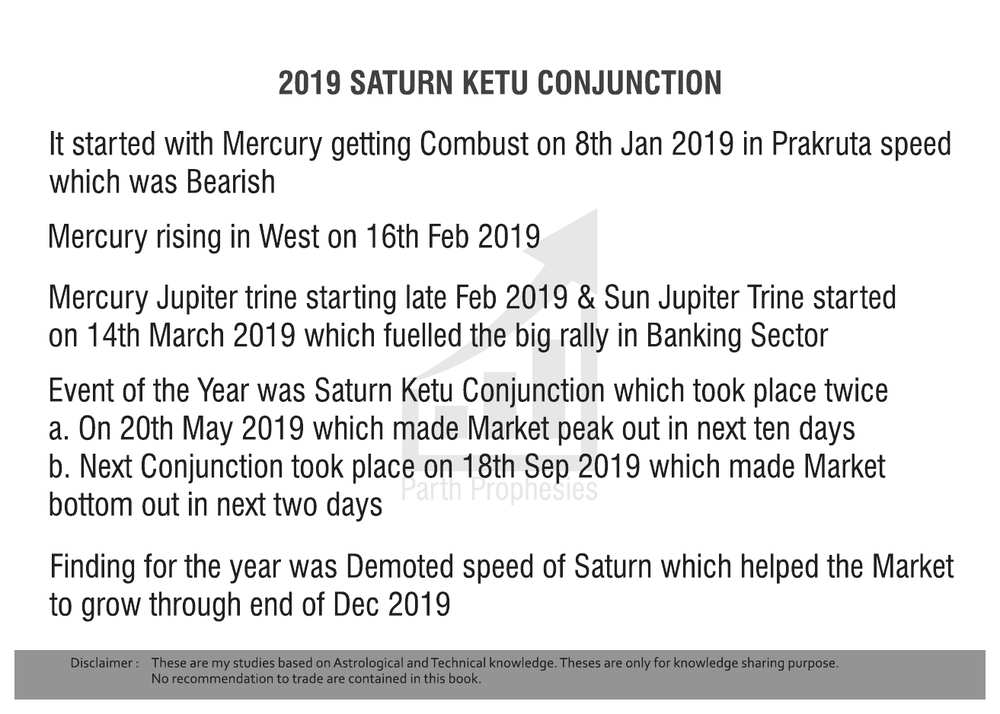 2019 SATURN KETU CONJUNCTION
It started with Mercury getting Combust on 8th Jan 2019 in Prakruta speed
which was Bearish
Mercury rising in West on 16th Feb 2019
Mercury Jupiter trine starting late Feb 2019 & Sun Jupiter Trine started
on 14th March 2019 which fuelled the big rally in Banking Sector
Event of the Year was Saturn Ketu Conjunction which took place twice
a. On 20th May 2019 which made Market peak out in next ten days
b. Next Conjunction took place on 18th Sep 2019 which made Market
Parth Prophesies
bottom out in next two days
Finding for the year was Demoted speed of Saturn which helped the Market
to grow through end of Dec 2019
Disclaimer : These are my studies based on Astrological and Technical knowledge. Theses are only for knowledge sharing purpose.
No recommendation to trade are contained in this book.